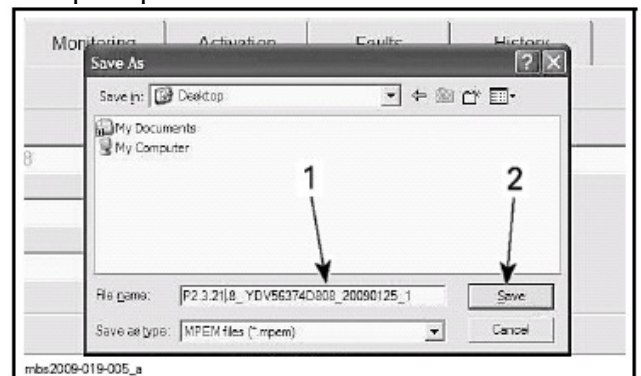 Monitoring Activation Faults History
Save As
Save in: Desktop
My Documents
My Computer
8
1 2
File name: P2.3.21.8_YDV56374D808_20090125_1 Save
Save as type: MPEM files (*.mpem) Cancel
mbs2009-019-005_a